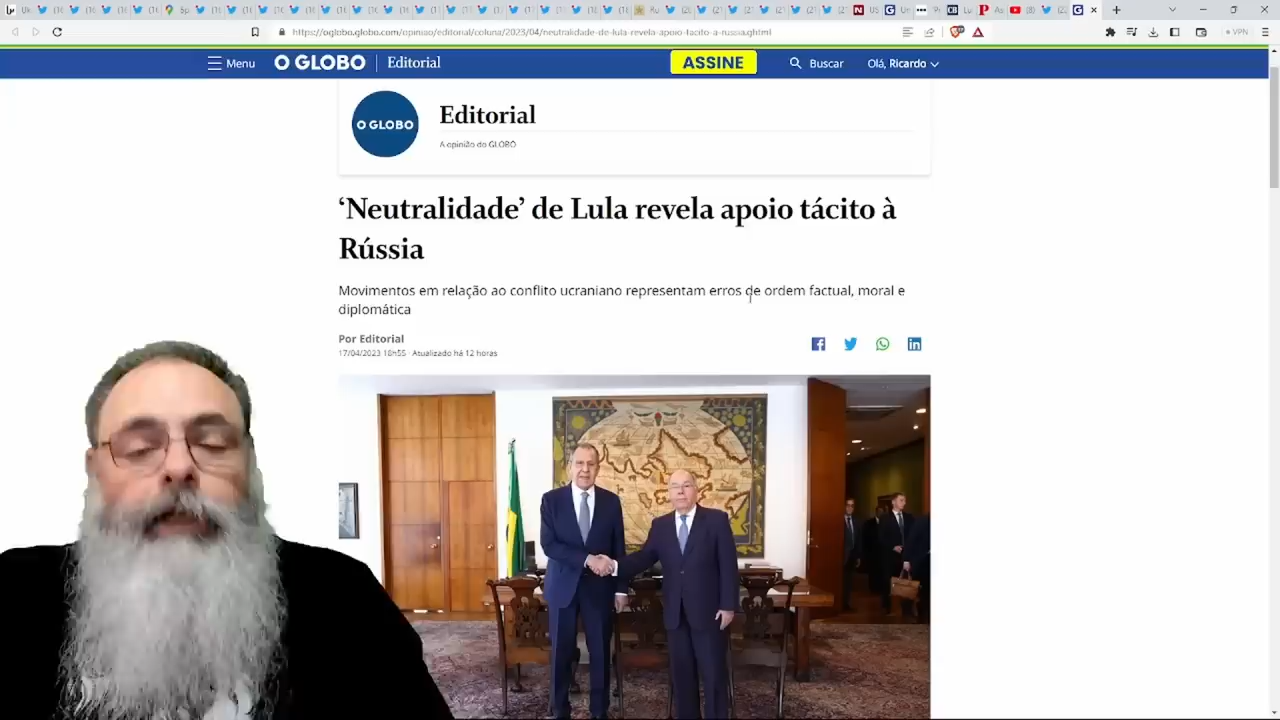 https://oglobo.globo.com/opiniao/editorial/coluna/2023/04/neutralidade-de-lula-revela-apoio-tacito-a-russia.ghtml
VPN
Menu
O GLOBO
Editorial
ASSINE
Buscar
Olá, Ricardo
O GLOBO
Editorial
A opinião do GLOBO
‘Neutralidade’ de Lula revela apoio tácito à
Rússia
Movimentos em relação ao conflito ucraniano representam erros de ordem factual, moral e
diplomática
Por Editorial
17/04/2023 18h55 · Atualizado há 12 horas